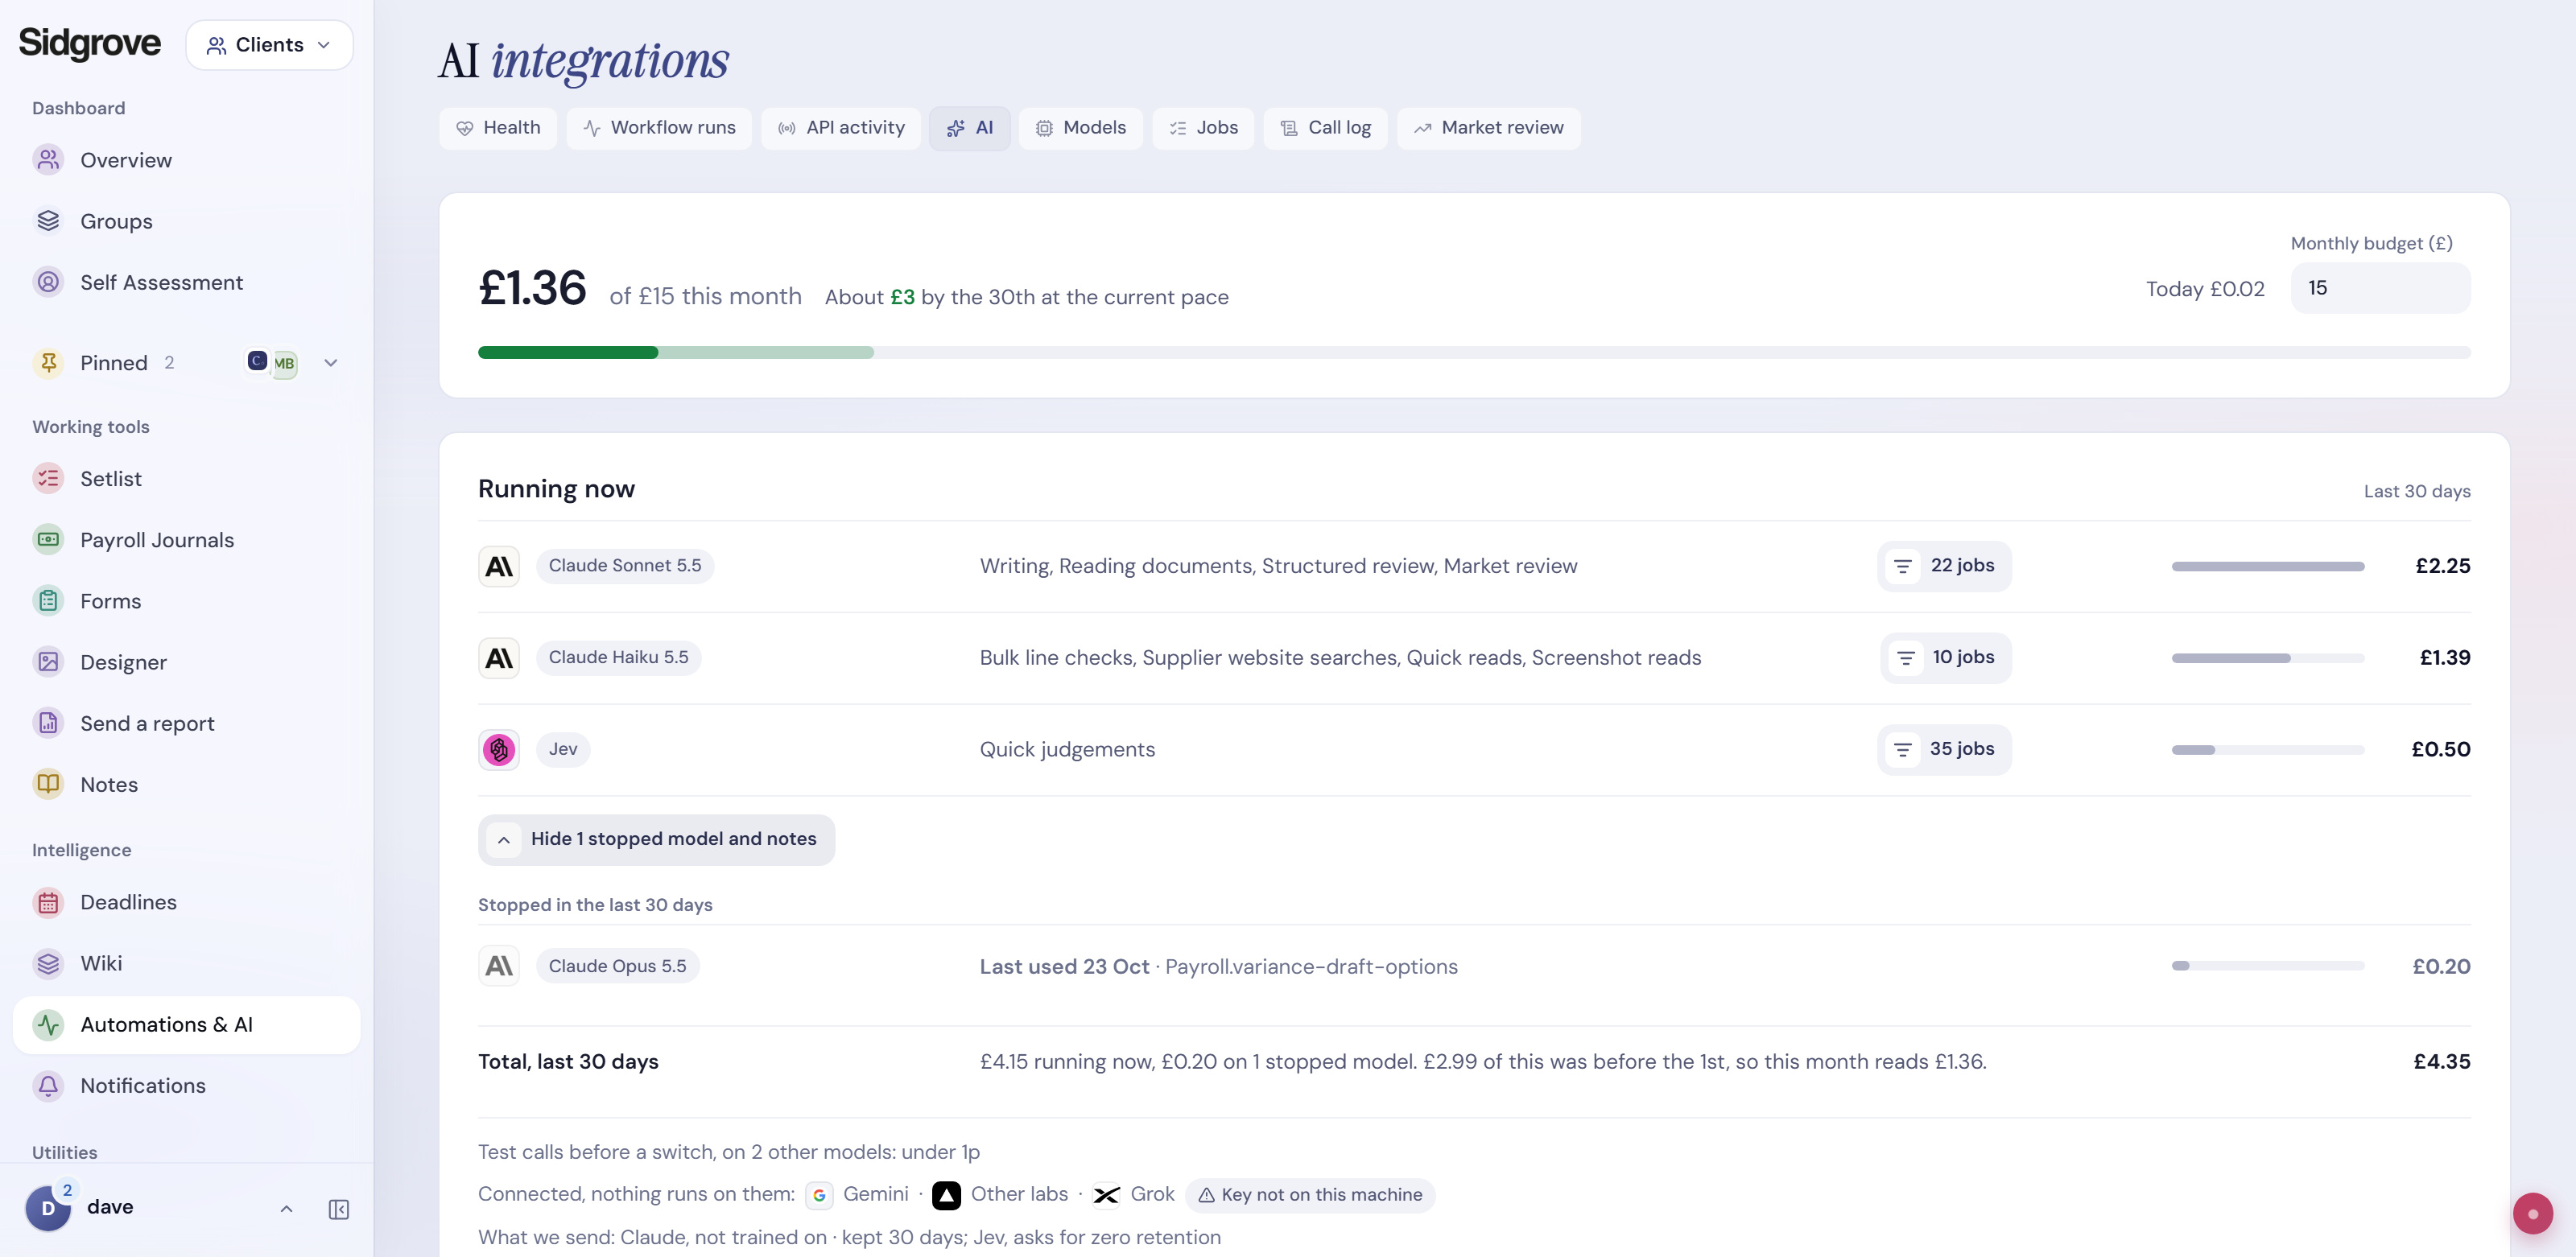 Sidgrove
Clients
Dashboard
Overview
Groups
Self Assessment
Pinned 2
C MB
Working tools
Setlist
Payroll Journals
Forms
Designer
Send a report
Notes
Intelligence
Deadlines
Wiki
Automations & AI
Notifications
Utilities
D 2 dave
AI integrations
Health
Workflow runs
API activity
AI
Models
Jobs
Call log
Market review
£1.36 of £15 this month About £3 by the 30th at the current pace
Today £0.02
Monthly budget (£)
15
Running now
Last 30 days
Claude Sonnet 5.5 Writing, Reading documents, Structured review, Market review 22 jobs £2.25
Claude Haiku 5.5 Bulk line checks, Supplier website searches, Quick reads, Screenshot reads 10 jobs £1.39
Jev Quick judgements 35 jobs £0.50
Hide 1 stopped model and notes
Stopped in the last 30 days
Claude Opus 5.5 Last used 23 Oct · Payroll.variance-draft-options £0.20
Total, last 30 days £4.15 running now, £0.20 on 1 stopped model. £2.99 of this was before the 1st, so this month reads £1.36. £4.35
Test calls before a switch, on 2 other models: under 1p
Connected, nothing runs on them: Gemini · Other labs · Grok Key not on this machine
What we send: Claude, not trained on · kept 30 days; Jev, asks for zero retention